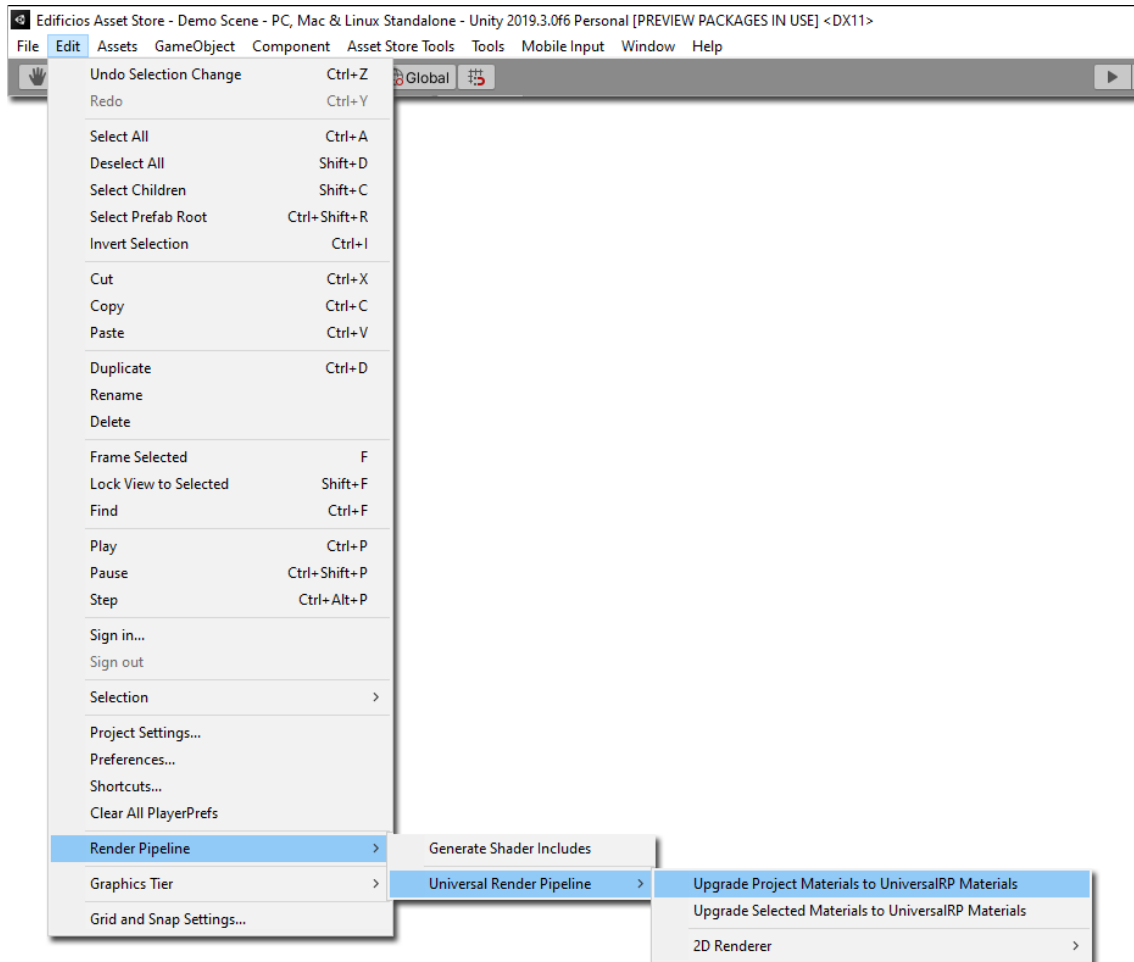 Edificios Asset Store - Demo Scene - PC, Mac & Linux Standalone - Unity 2019.3.0f6 Personal [PREVIEW PACKAGES IN USE] <DX11>
File Edit Assets GameObject Component Asset Store Tools Tools Mobile Input Window Help
Global
Undo Selection Change Ctrl+Z
Redo Ctrl+Y
Select All Ctrl+A
Deselect All Shift+D
Select Children Shift+C
Select Prefab Root Ctrl+Shift+R
Invert Selection Ctrl+I
Cut Ctrl+X
Copy Ctrl+C
Paste Ctrl+V
Duplicate Ctrl+D
Rename
Delete
Frame Selected F
Lock View to Selected Shift+F
Find Ctrl+F
Play Ctrl+P
Pause Ctrl+Shift+P
Step Ctrl+Alt+P
Sign in...
Sign out
Selection
Project Settings...
Preferences...
Shortcuts...
Clear All PlayerPrefs
Render Pipeline
Graphics Tier
Grid and Snap Settings...
Generate Shader Includes
Universal Render Pipeline
Upgrade Project Materials to UniversalRP Materials
Upgrade Selected Materials to UniversalRP Materials
2D Renderer